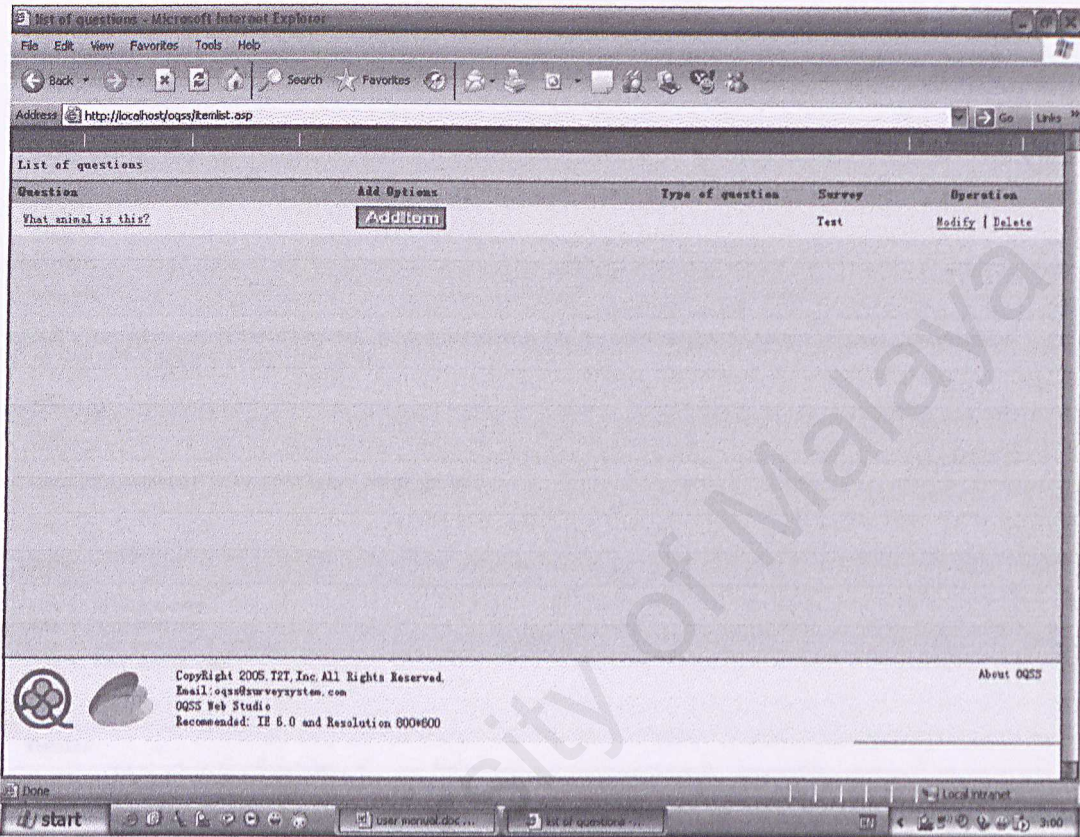 list of questions - Microsoft Internet Explorer
File Edit View Favorites Tools Help
Back Search Favorites
Address http://localhost/oqss/itemlist.asp Go Links »
List of questions
Question Add Options Type of question Survey Operation
What animal is this? AddItem Test Modify | Delete
CopyRight 2005,T2T,Inc.All Rights Reserved. About OQSS
Email:oqss@surveysystem.com
OQSS Web Studio
Recommended: IE 6.0 and Resolution 800*600
Done Local intranet
start user manual.doc ... list of questions -... 3:00
sity of Malaya